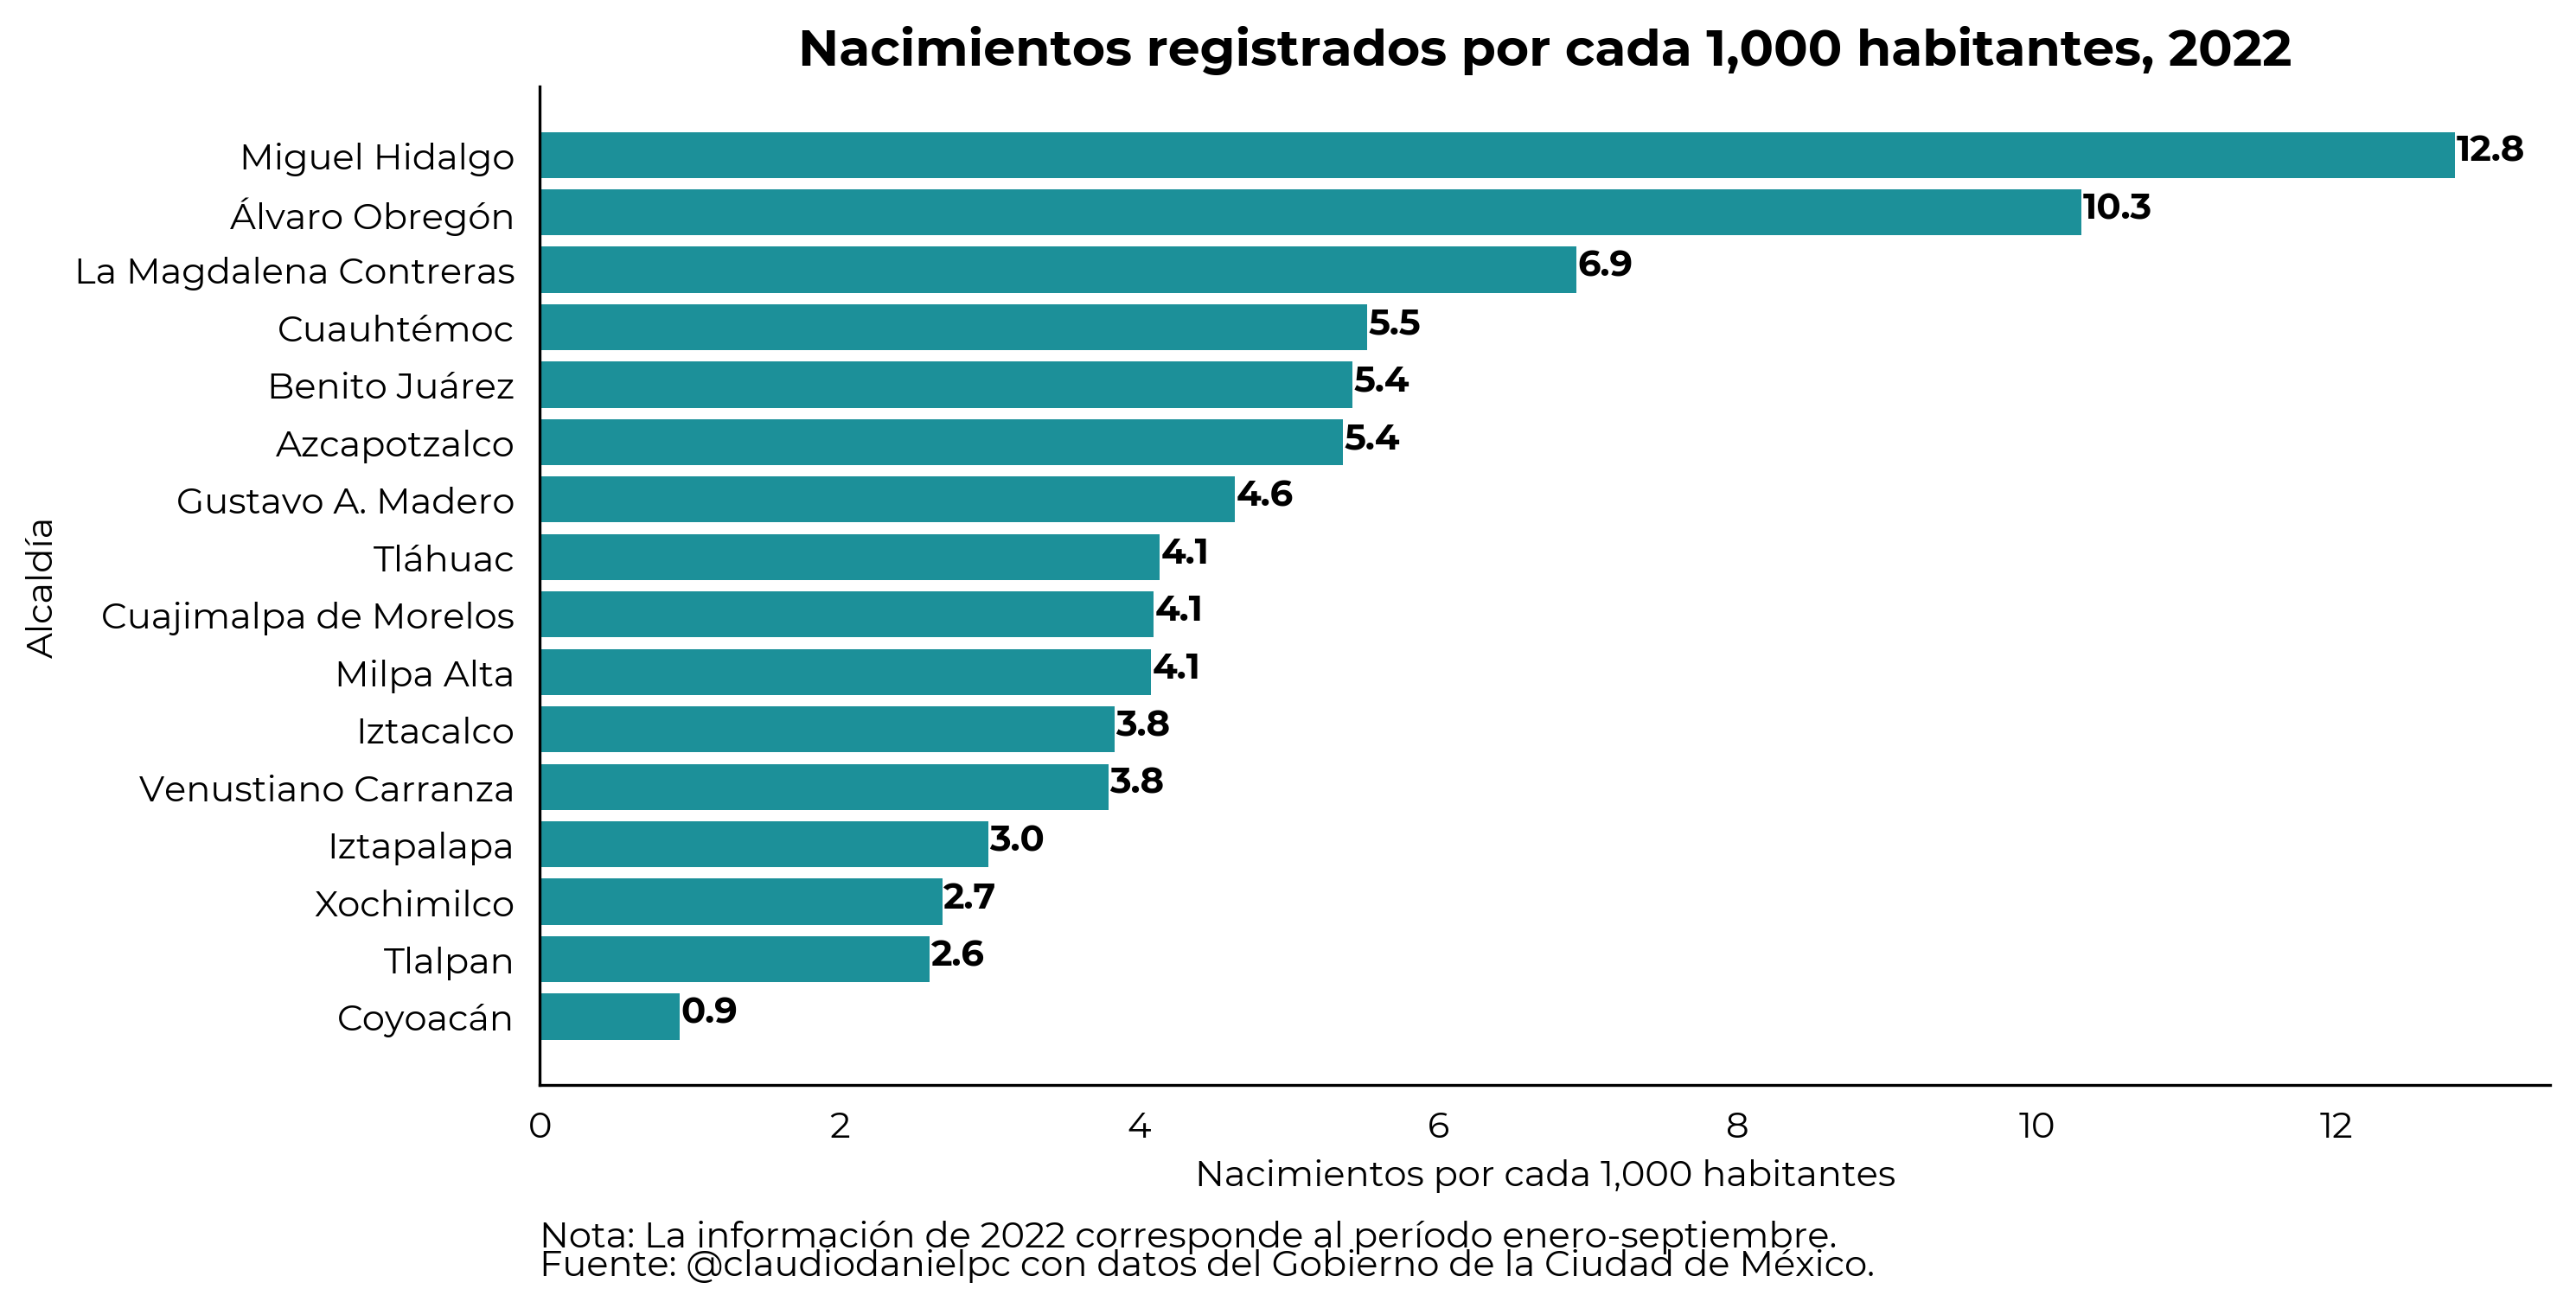 Nacimientos registrados por cada 1,000 habitantes, 2022
Alcaldía
Miguel Hidalgo 12.8
Álvaro Obregón 10.3
La Magdalena Contreras 6.9
Cuauhtémoc 5.5
Benito Juárez 5.4
Azcapotzalco 5.4
Gustavo A. Madero 4.6
Tláhuac 4.1
Cuajimalpa de Morelos 4.1
Milpa Alta 4.1
Iztacalco 3.8
Venustiano Carranza 3.8
Iztapalapa 3.0
Xochimilco 2.7
Tlalpan 2.6
Coyoacán 0.9
0 2 4 6 8 10 12
Nacimientos por cada 1,000 habitantes
Nota: La información de 2022 corresponde al período enero-septiembre.
Fuente: @claudiodanielpc con datos del Gobierno de la Ciudad de México.